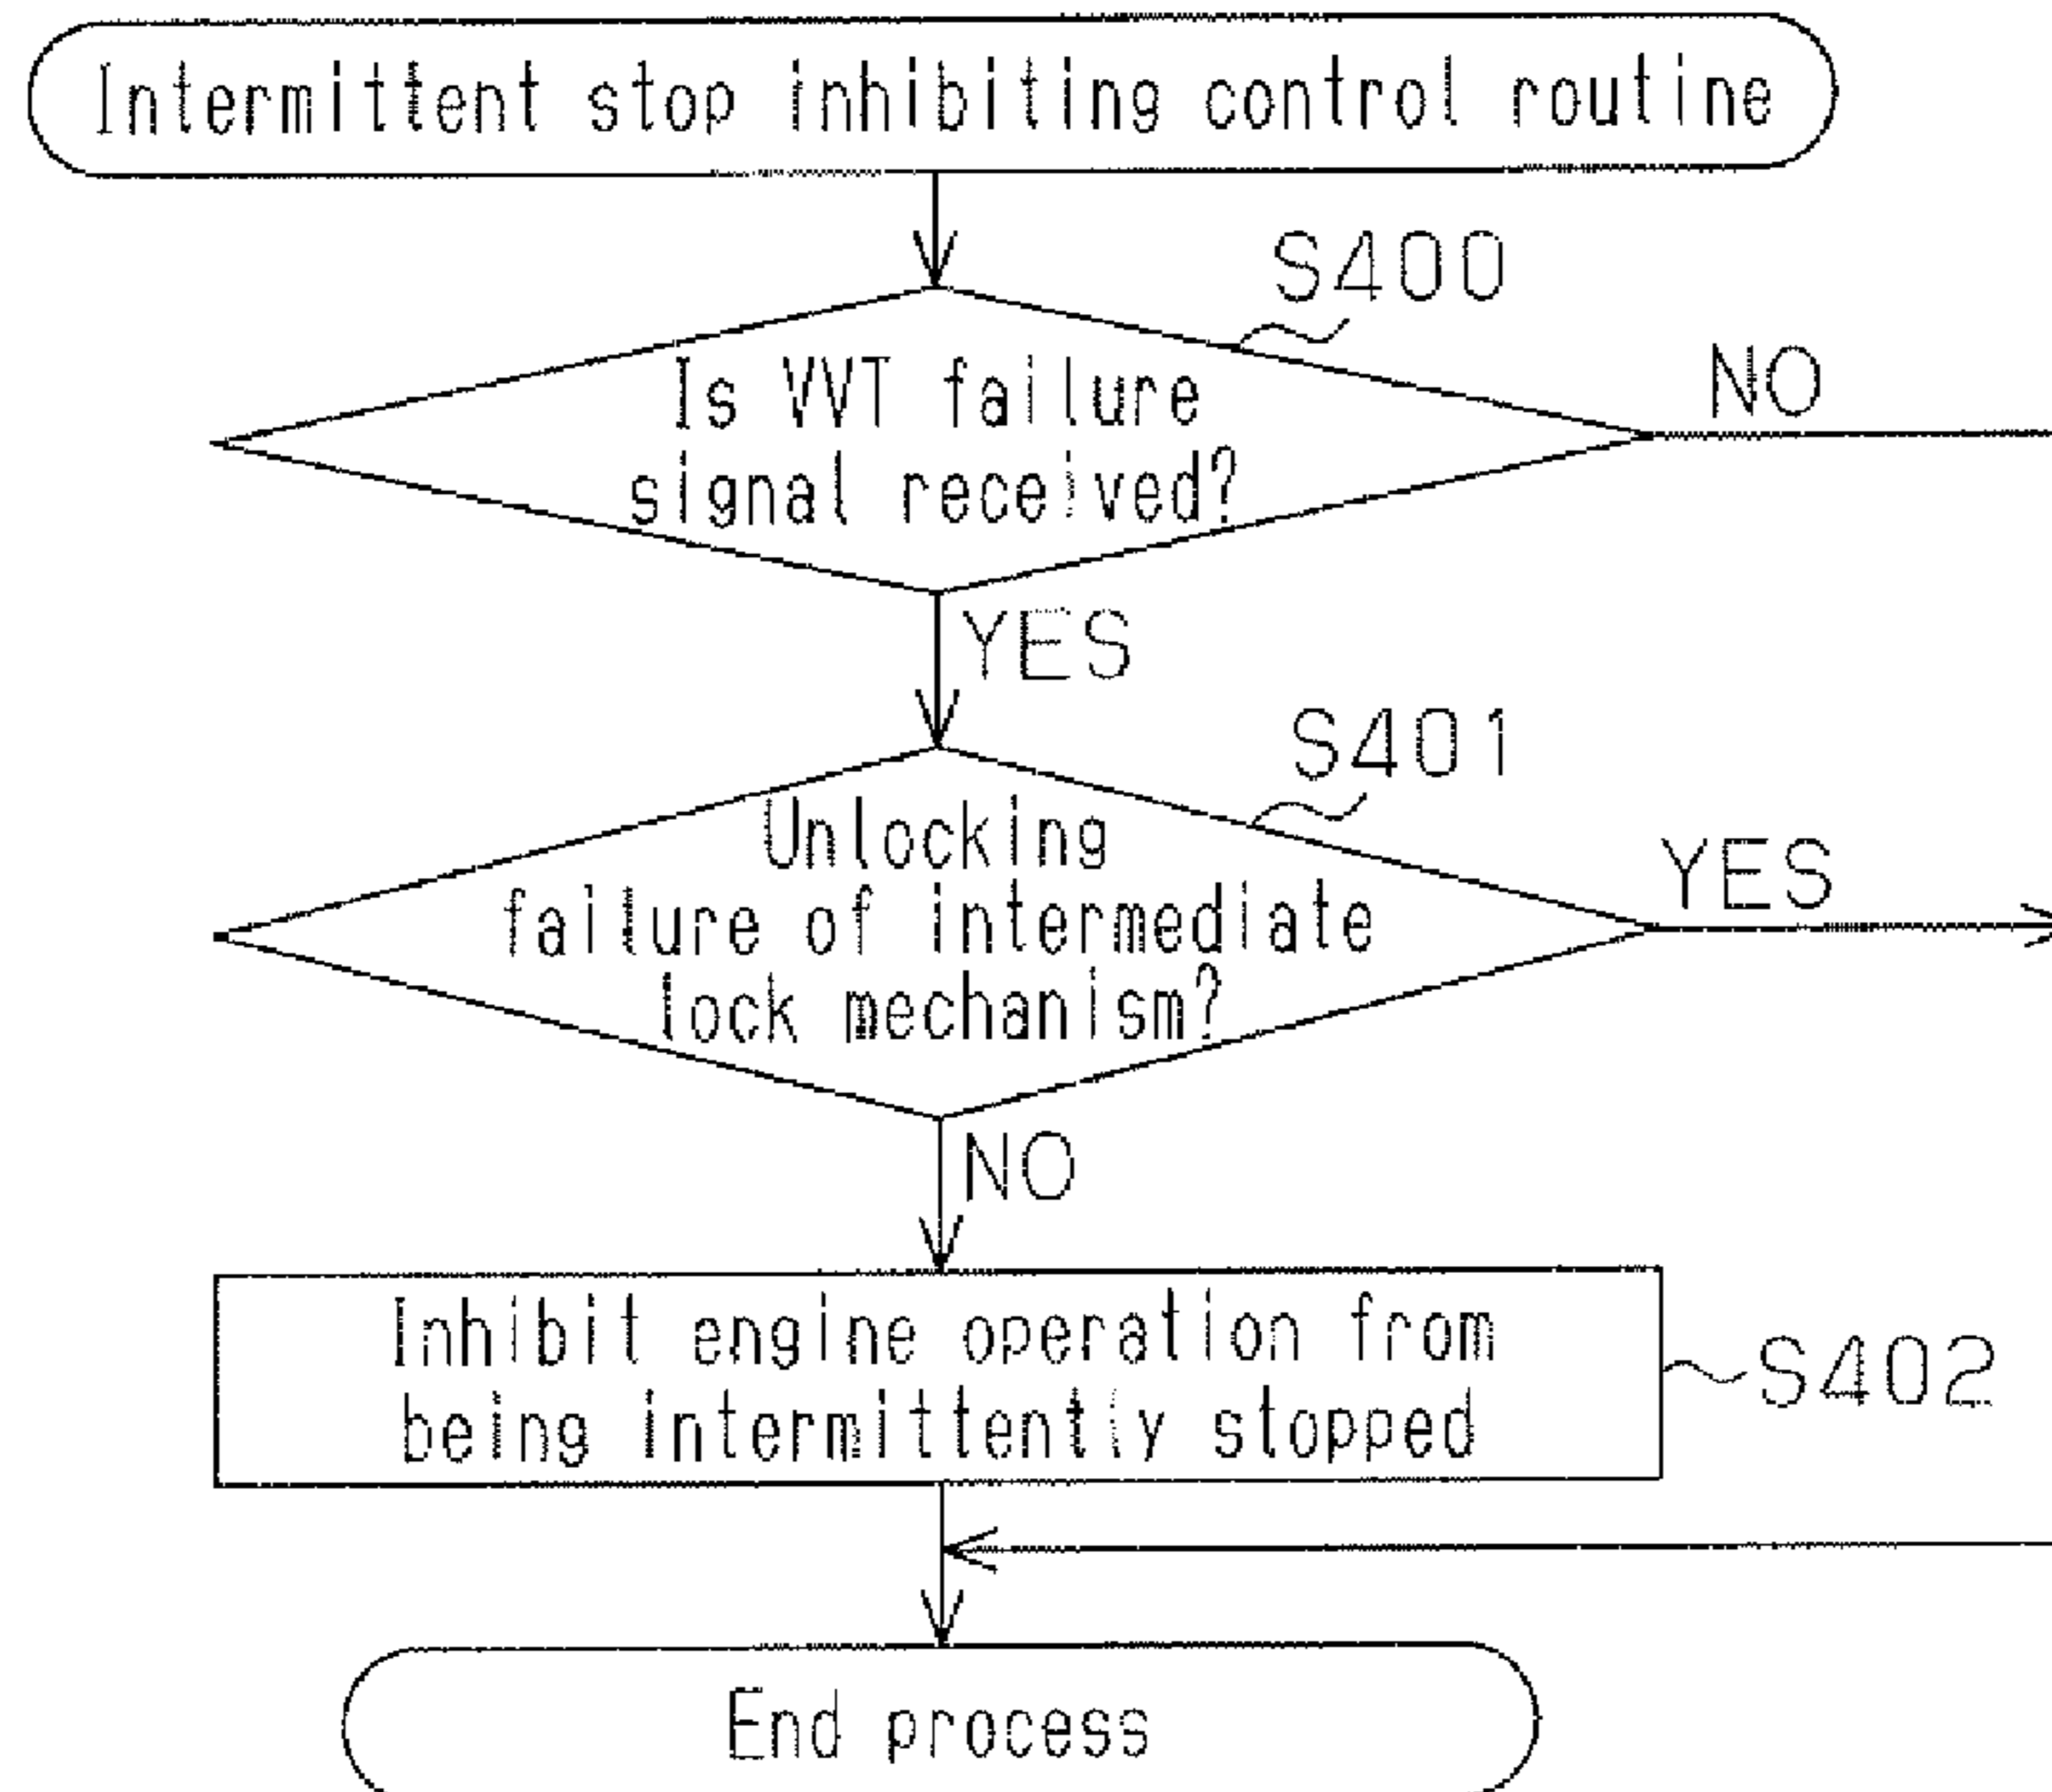 Intermittent stop inhibiting control routine
S400
Is VVT failure
signal received?
NO
YES
S401
Unlocking
failure of intermediate
lock mechanism?
YES
NO
Inhibit engine operation from
being intermittently stopped
S402
End process